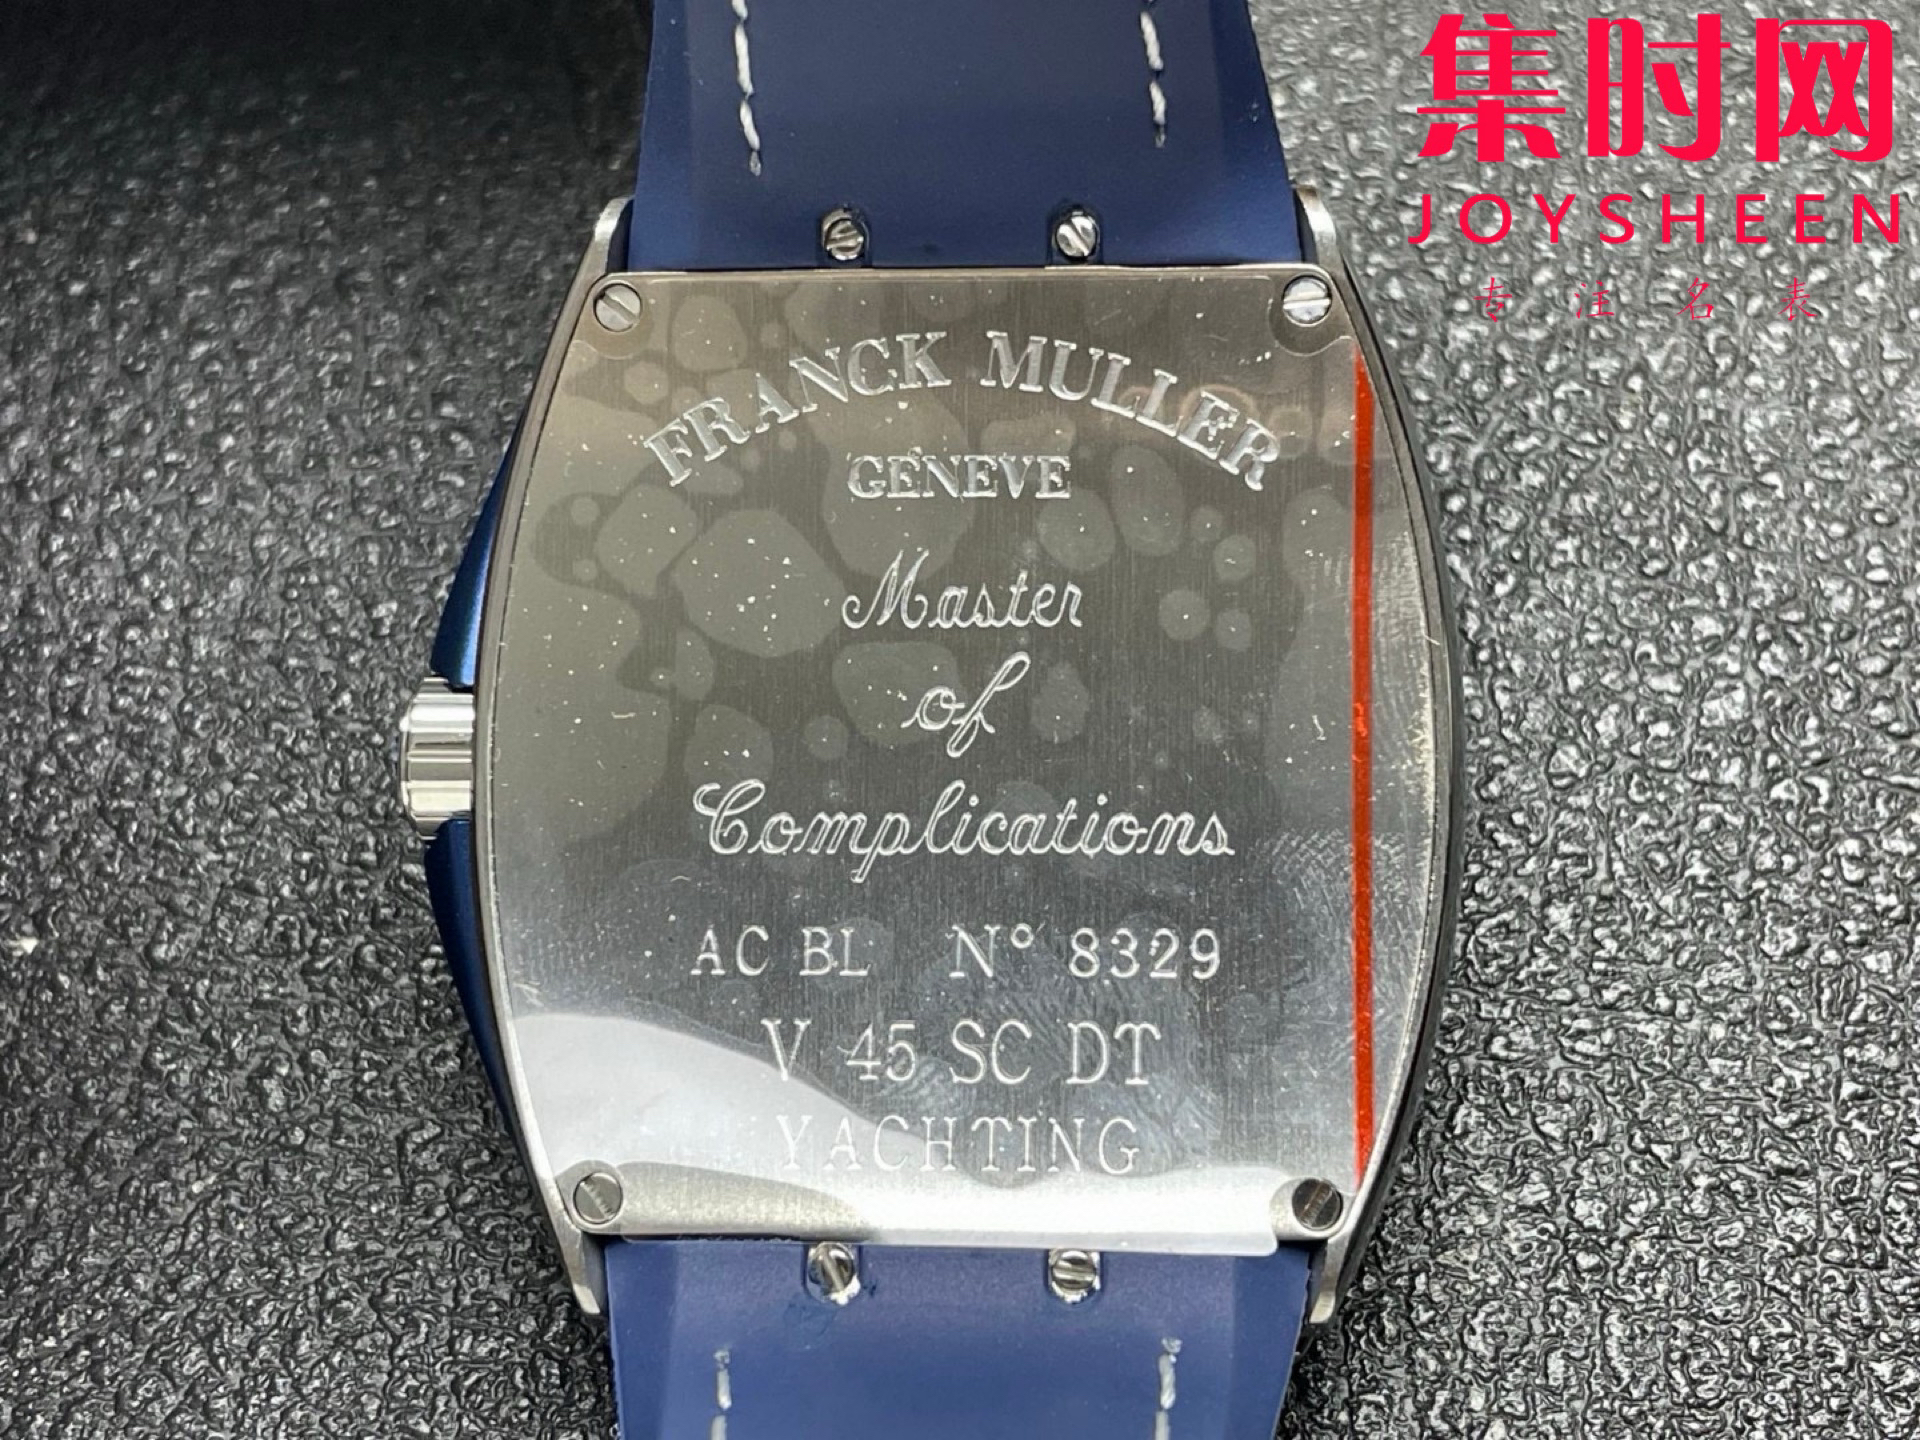 集时网
JOYSHEEN
专注名表
FRANCK MULLER
GENEVE
Master
of
Complications
AC BL N° 8329
V 45 SC DT
YACHTING